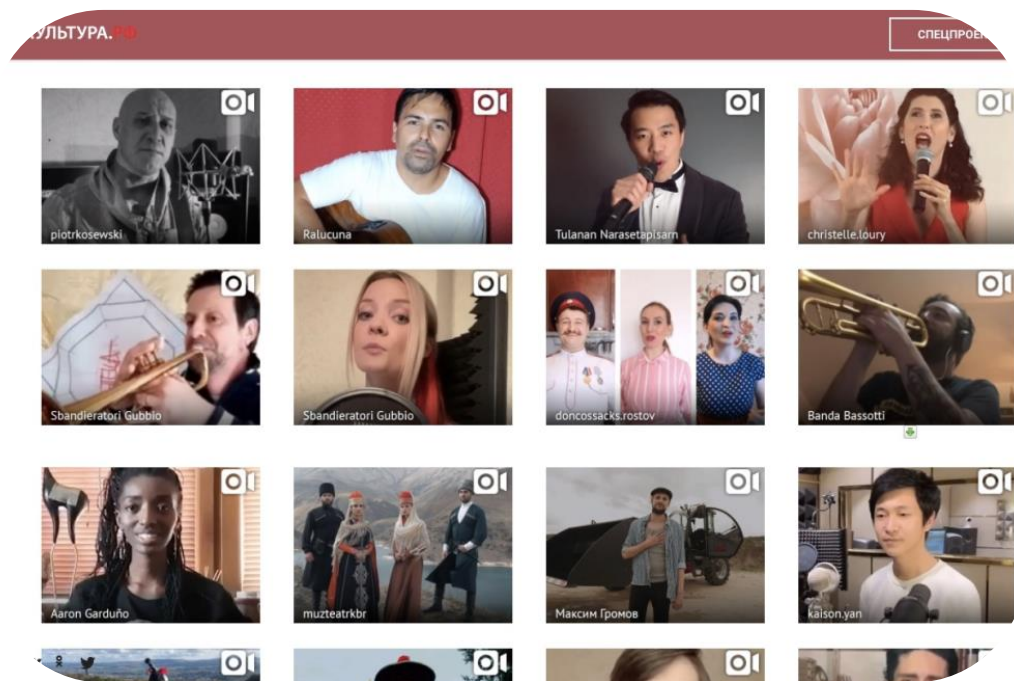 КУЛЬТУРА.РФ
piotrkosewski
Ralucuna
Tulanan Narasetapisarn
christelle.loury
Sbandieratori Gubbio
Sbandieratori Gubbio
doncossacks.rostov
Banda Bassotti
Aaron Garduño
muzteatrkbr
Максим Громов
kaison.yan